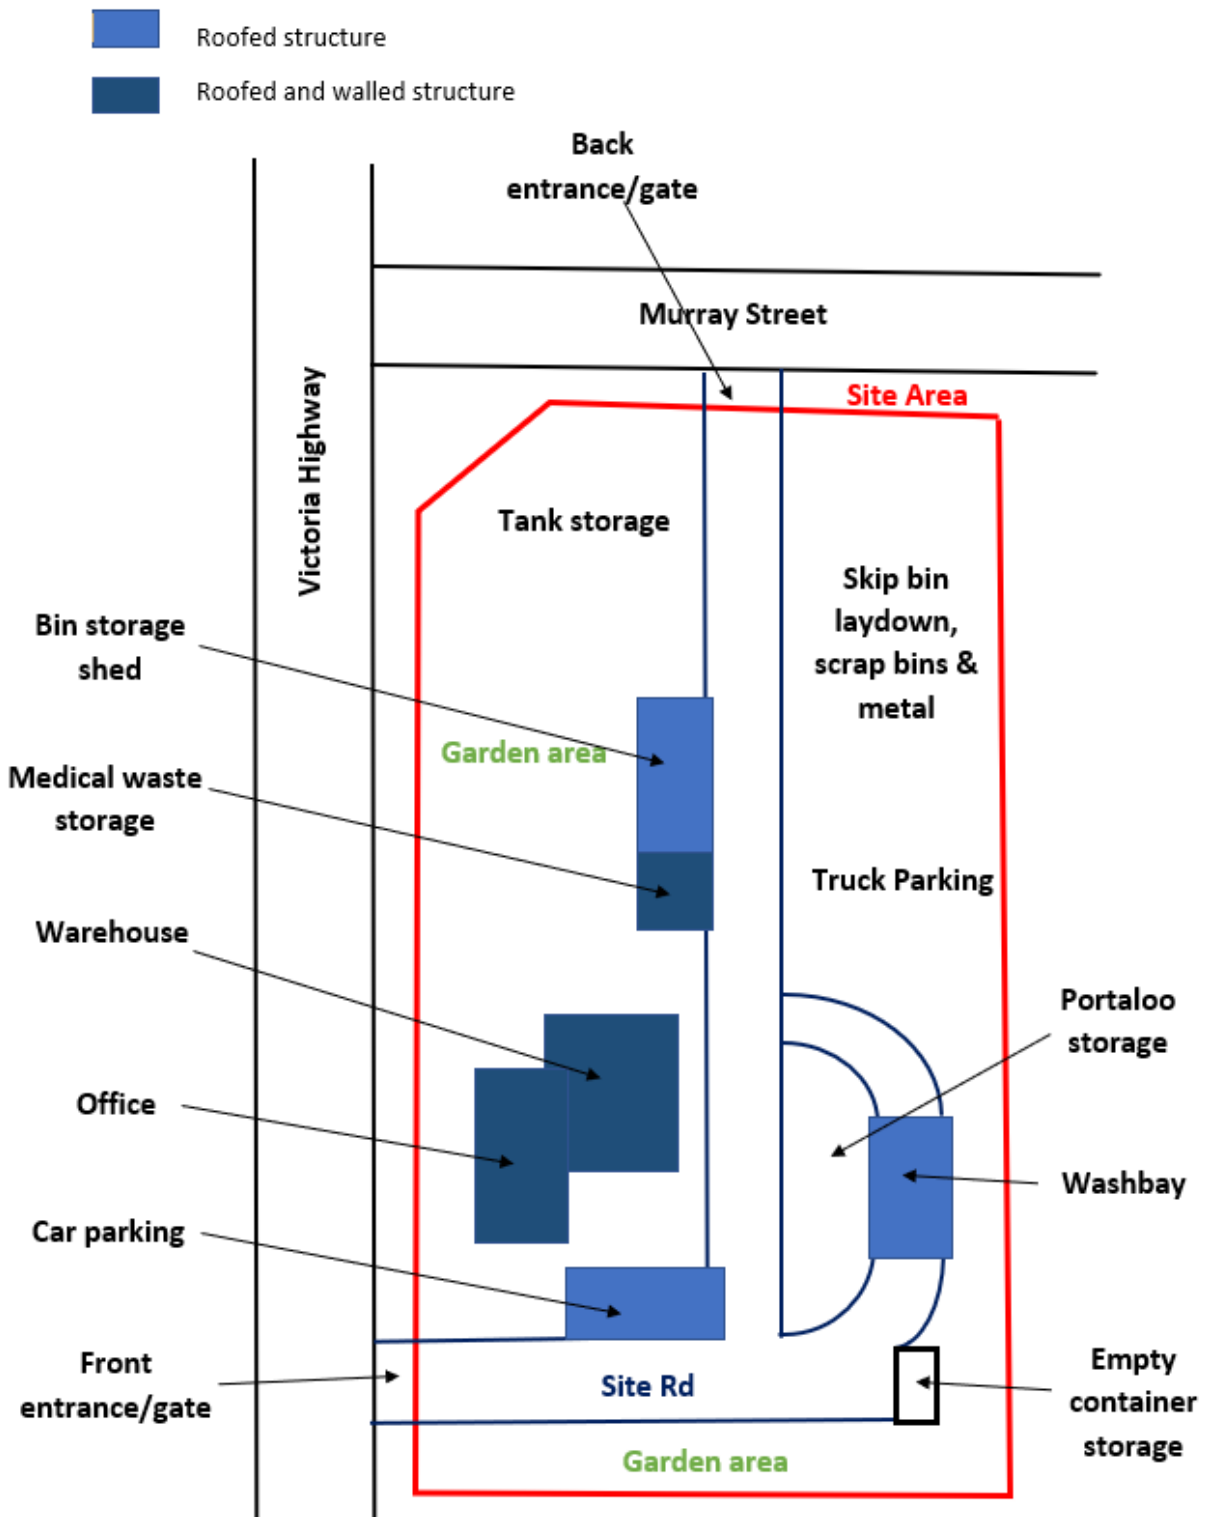 Roofed structure
Roofed and walled structure
Back
entrance/gate
Murray Street
Site Area
Victoria Highway
Tank storage
Skip bin
laydown,
scrap bins &
metal
Bin storage
shed
Garden area
Medical waste
storage
Truck Parking
Warehouse
Portaloo
storage
Office
Washbay
Car parking
Front
entrance/gate
Site Rd
Empty
container
storage
Garden area